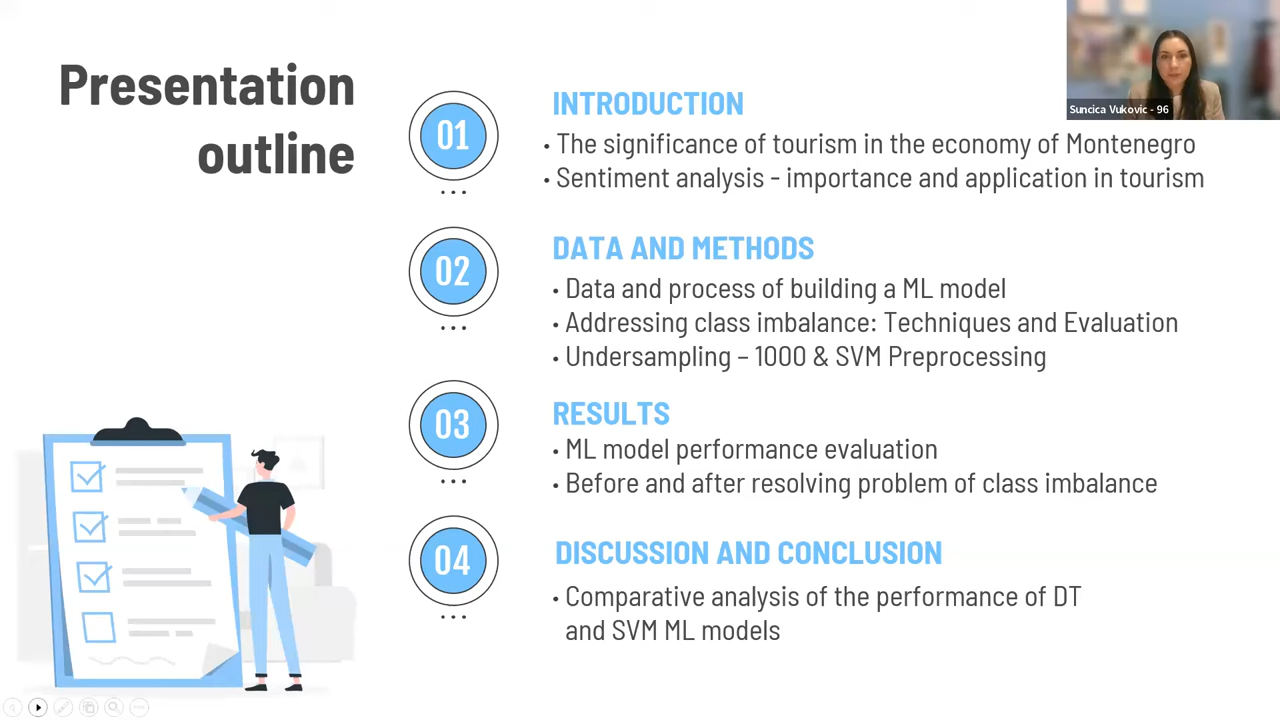 Presentation
outline
Suncica Vukovic - 96
01
INTRODUCTION
• The significance of tourism in the economy of Montenegro
• Sentiment analysis - importance and application in tourism
02
DATA AND METHODS
• Data and process of building a ML model
• Addressing class imbalance: Techniques and Evaluation
• Undersampling – 1000 & SVM Preprocessing
03
RESULTS
• ML model performance evaluation
• Before and after resolving problem of class imbalance
04
DISCUSSION AND CONCLUSION
• Comparative analysis of the performance of DT
and SVM ML models